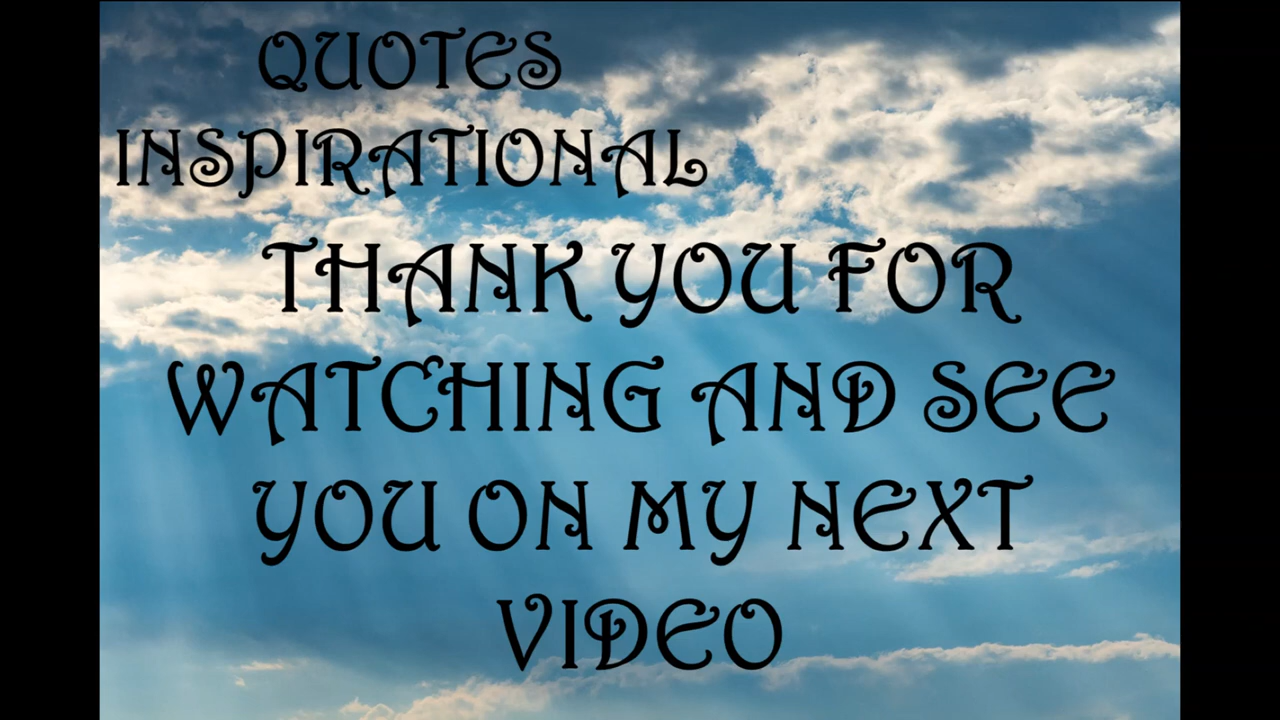 QUOTES
INSPIRATIONAL
THANK YOU FOR
WATCHING AND SEE
YOU ON MY NEXT
VIDEO